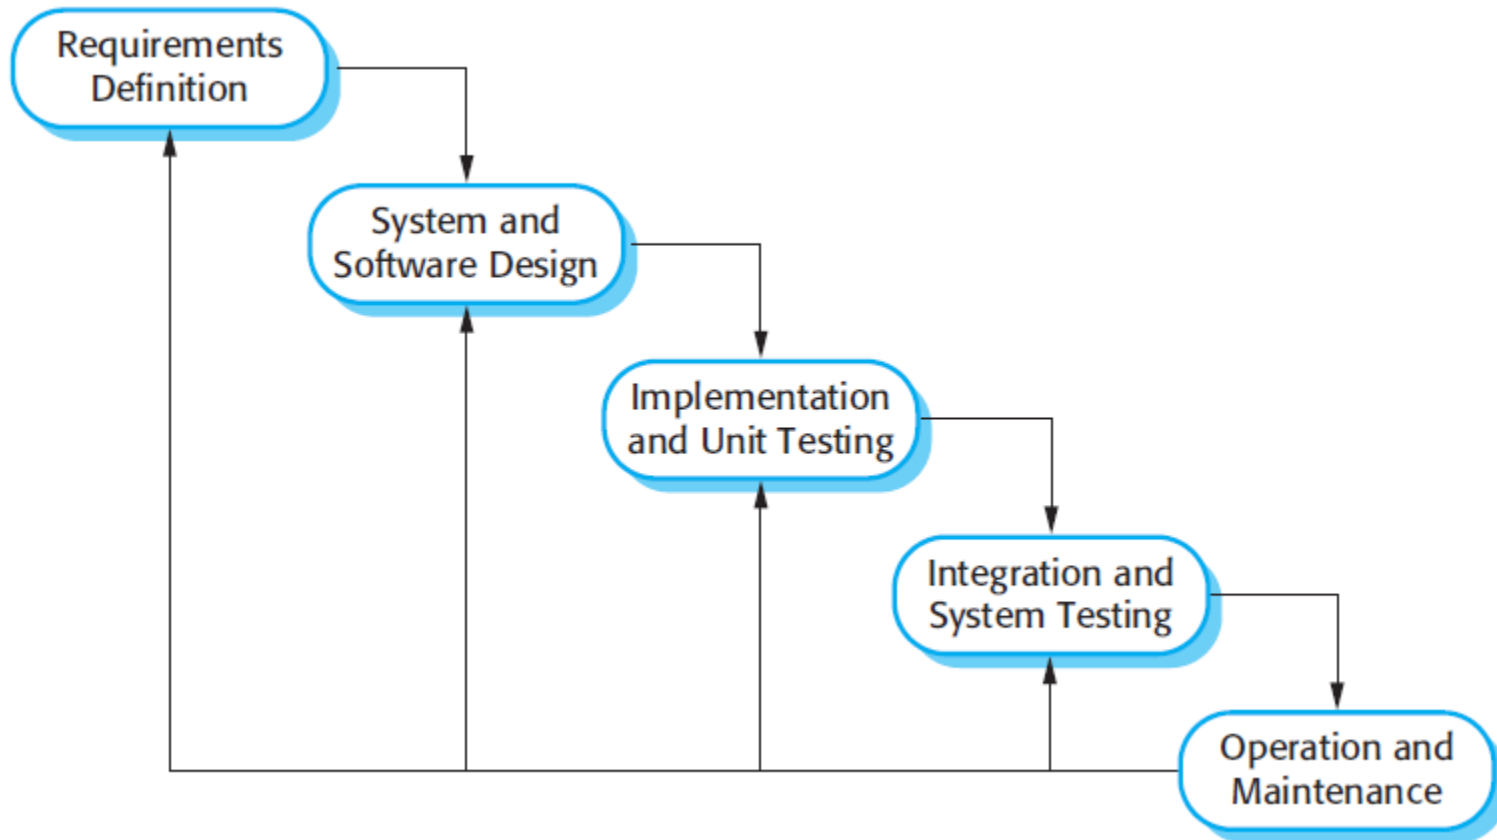 Requirements
Definition
System and
Software Design
Implementation
and Unit Testing
Integration and
System Testing
Operation and
Maintenance